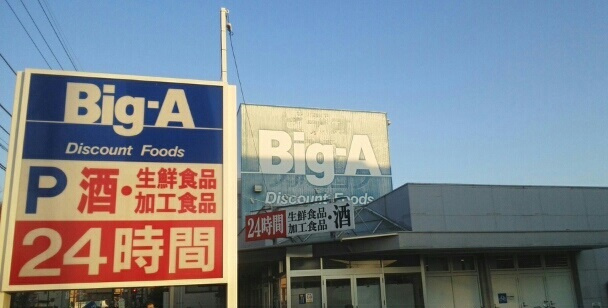 Big-A
Discount Foods
P 酒・生鮮食品
加工食品
24時間
Big-A
Discount Foods
24時間 生鮮食品・酒
加工食品